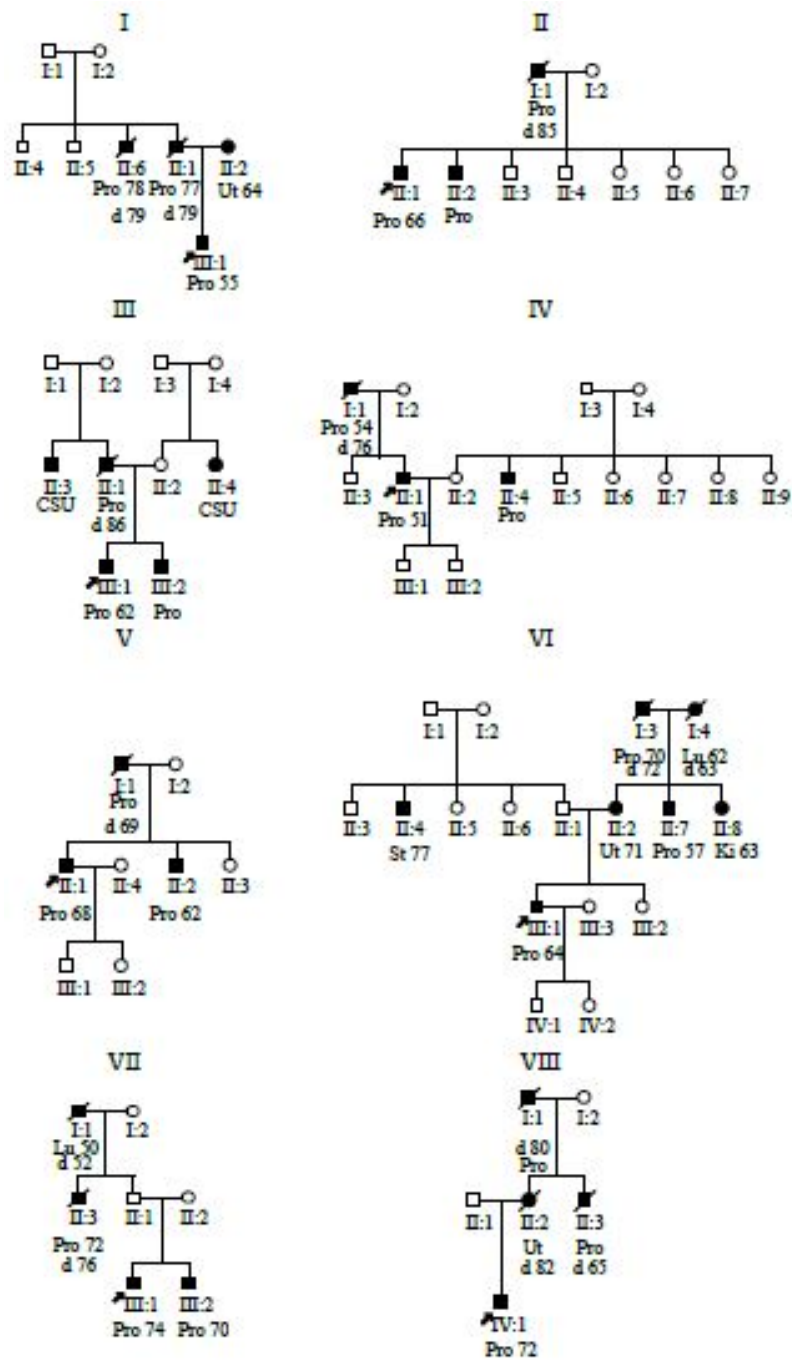 I II
I:1 I:2
I:1 I:2
Pro
d 85
II:4 II:5 II:6 II:1 II:2
Pro 78 Pro 77 Ut 64
d 79 d 79
II:1 II:2 II:3 II:4 II:5 II:6 II:7
Pro 66 Pro
III:1
Pro 55
III IV
I:1 I:2 I:3 I:4
I:1 I:2 I:3 I:4
Pro 54
d 76
II:3 II:1 II:2 II:4
CSU Pro CSU
d 86
II:3 II:1 II:2 II:4 II:5 II:6 II:7 II:8 II:9
Pro 51 Pro
III:1 III:2
Pro 62 Pro
III:1 III:2
V VI
I:1 I:2
Pro
d 69
I:1 I:2 I:3 I:4
Pro 70 Lu 62
d 72 d 63
II:1 II:4 II:2 II:3
Pro 68 Pro 62
II:3 II:4 II:5 II:6 II:1 II:2 II:7 II:8
St 77 Ut 71 Pro 57 Ki 63
III:1 III:2
III:1 III:3 III:2
Pro 64
IV:1 IV:2
VII VIII
I:1 I:2
Lu 50
d 52
I:1 I:2
d 80
Pro
II:3 II:1 II:2
Pro 72
d 76
II:1 II:2 II:3
Ut Pro
d 82 d 65
III:1 III:2
Pro 74 Pro 70
IV:1
Pro 72